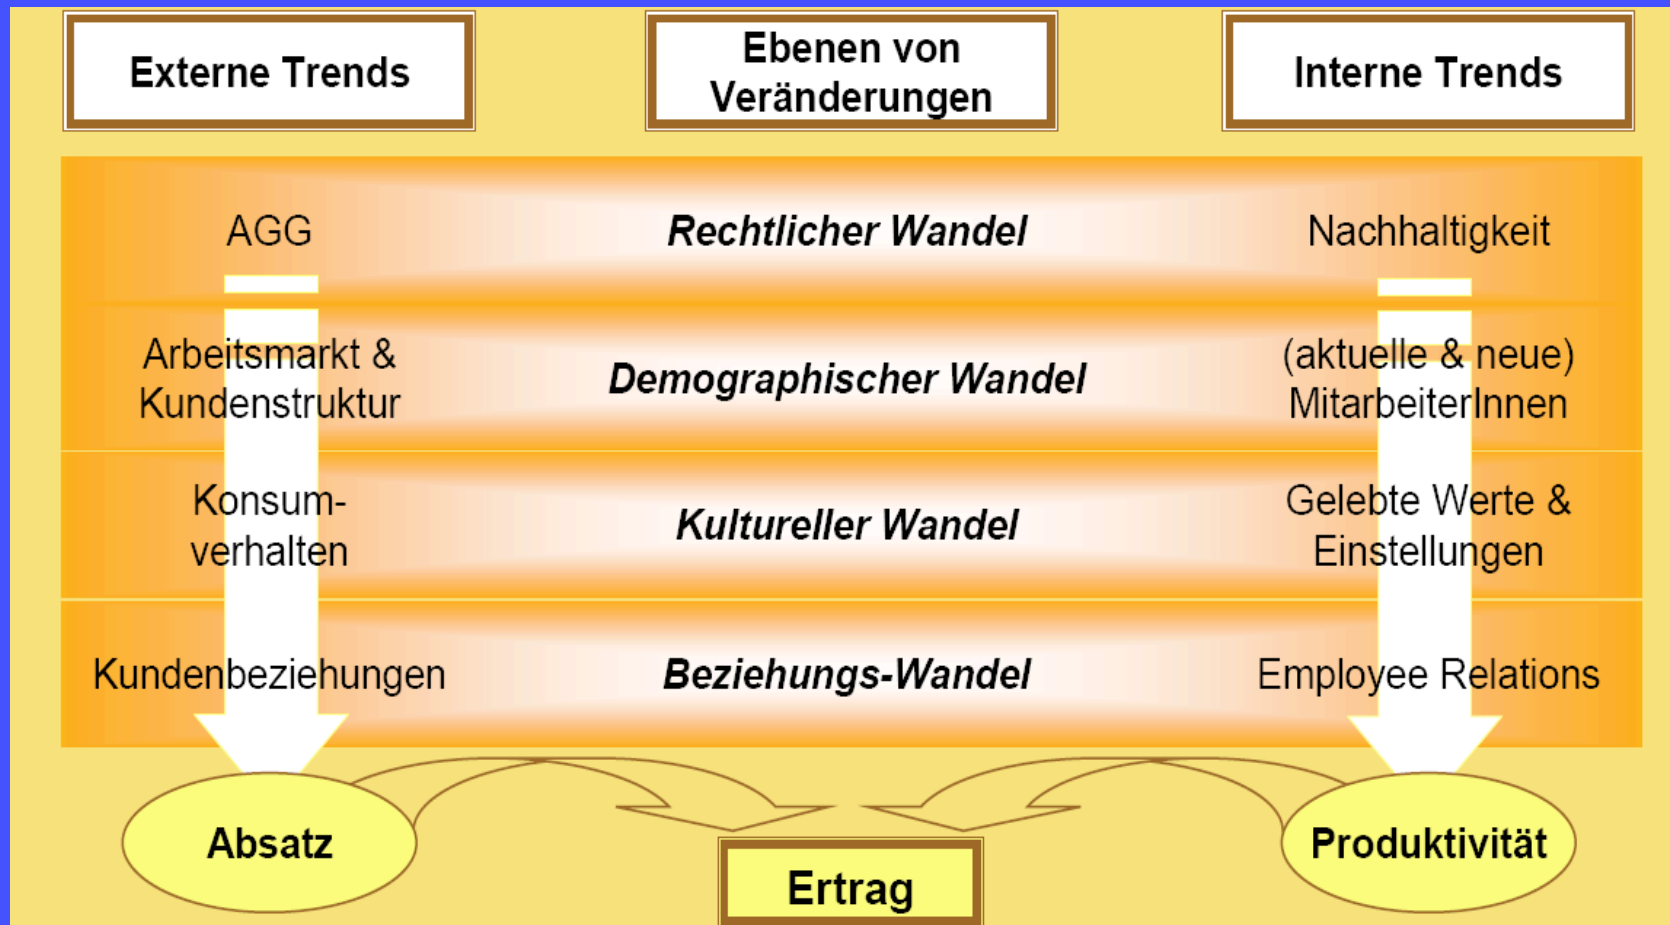 Externe Trends
Ebenen von
Veränderungen
Interne Trends
AGG
Rechtlicher Wandel
Nachhaltigkeit
Arbeitsmarkt &
Kundenstruktur
Demographischer Wandel
(aktuelle & neue)
MitarbeiterInnen
Konsum-
verhalten
Kultureller Wandel
Gelebte Werte &
Einstellungen
Kundenbeziehungen
Beziehungs-Wandel
Employee Relations
Absatz
Ertrag
Produktivität